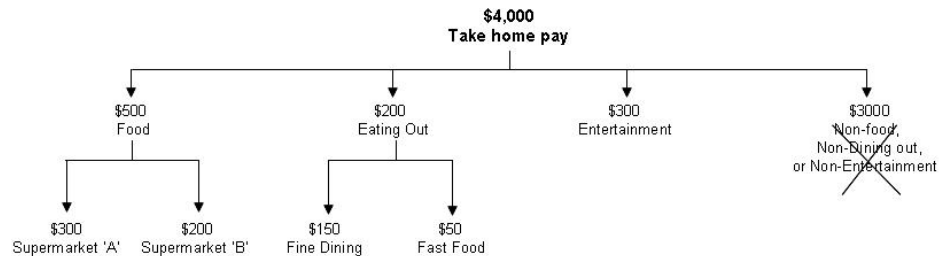 $4,000
Take home pay
$500
Food
$200
Eating Out
$300
Entertainment
$3000
Non-food,
Non-Dining out,
or Non-Entertainment
$300
Supermarket 'A'
$200
Supermarket 'B'
$150
Fine Dining
$50
Fast Food